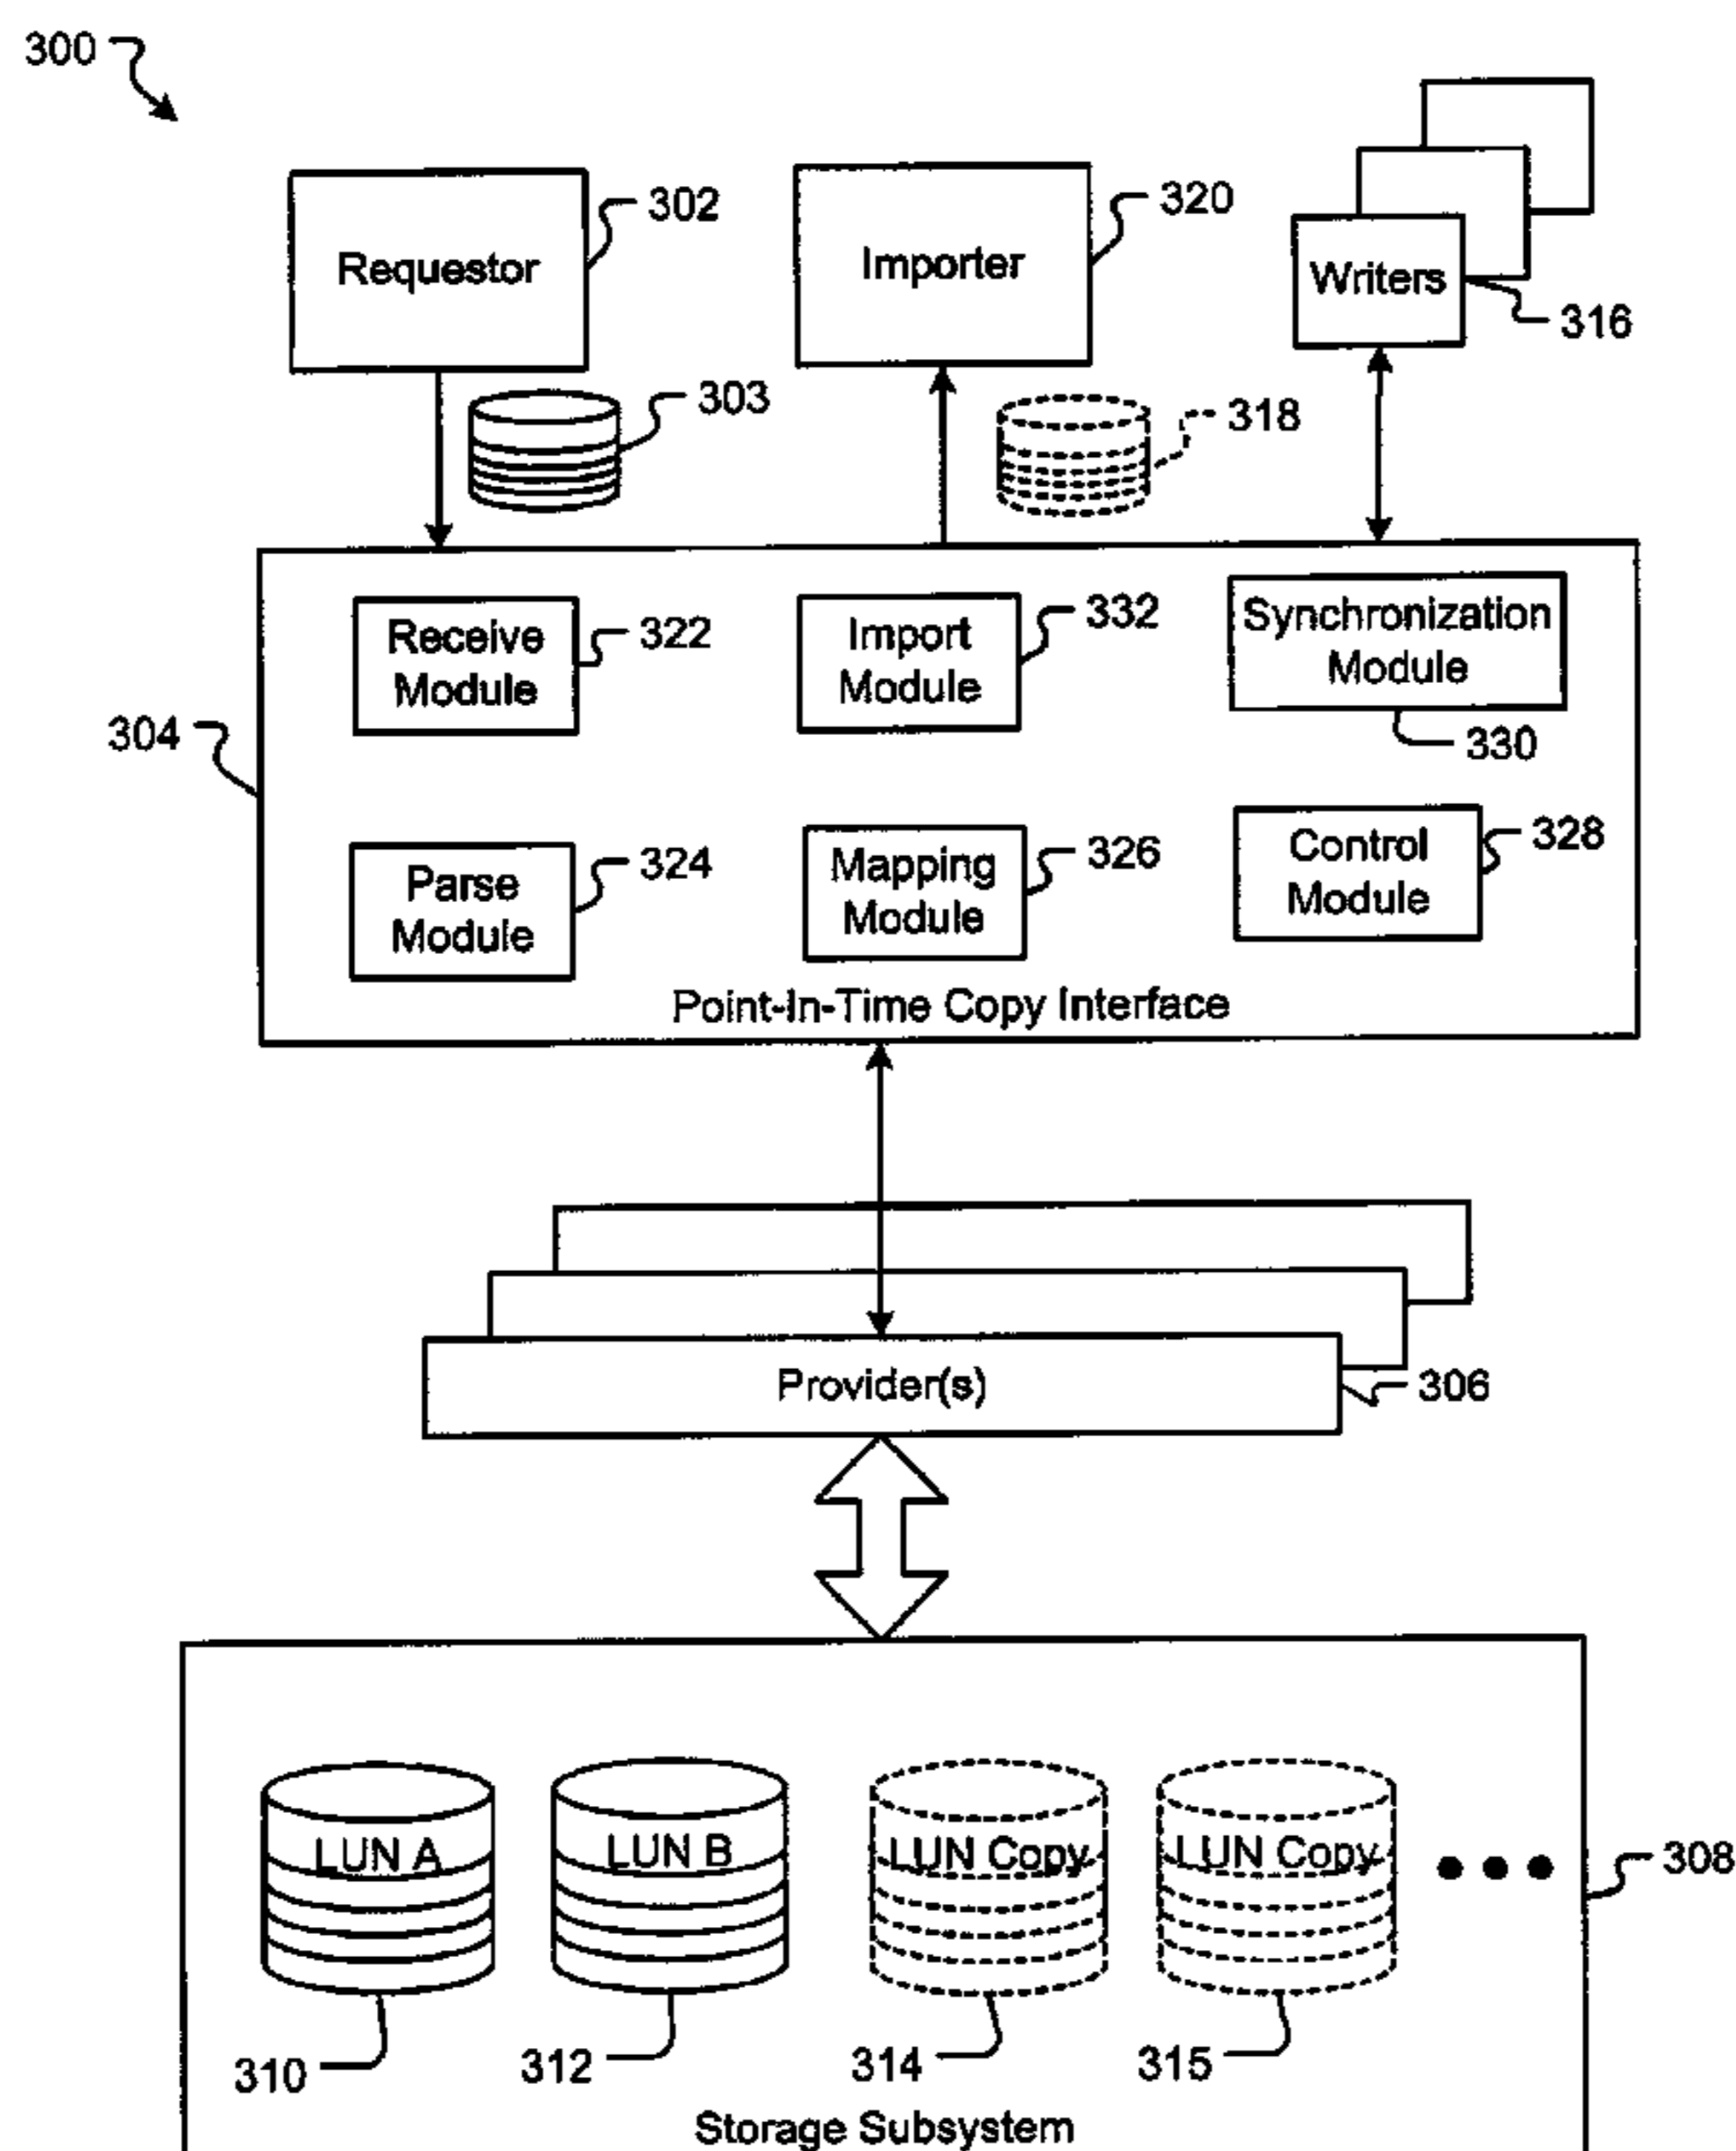 300
302
320
Requestor
Importer
Writers
316
303
318
Receive
Module
322
Import
Module
332
Synchronization
Module
330
304
Parse
Module
324
Mapping
Module
326
Control
Module
328
Point-In-Time Copy Interface
Provider(s)
306
LUN A
LUN B
LUN Copy
LUN Copy
308
310
312
314
315
Storage Subsystem